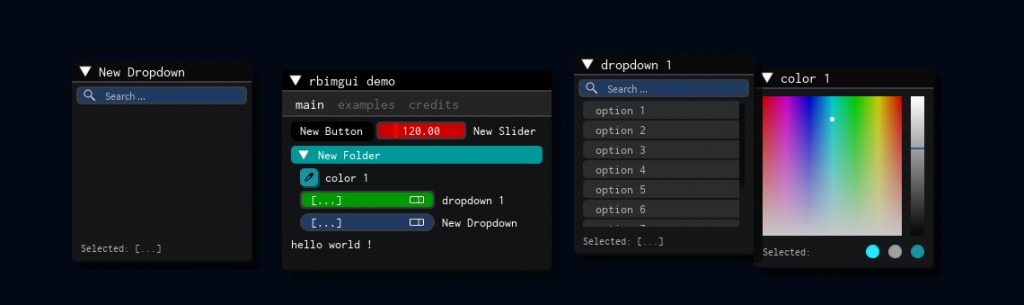 New Dropdown
Search ...
Selected: [...]
rbimgui demo
main examples credits
New Button 120.00 New Slider
New Folder
color 1
[...] dropdown 1
[...] New Dropdown
hello world !
dropdown 1
Search ...
option 1
option 2
option 3
option 4
option 5
option 6
Selected: [...]
color 1
Selected: